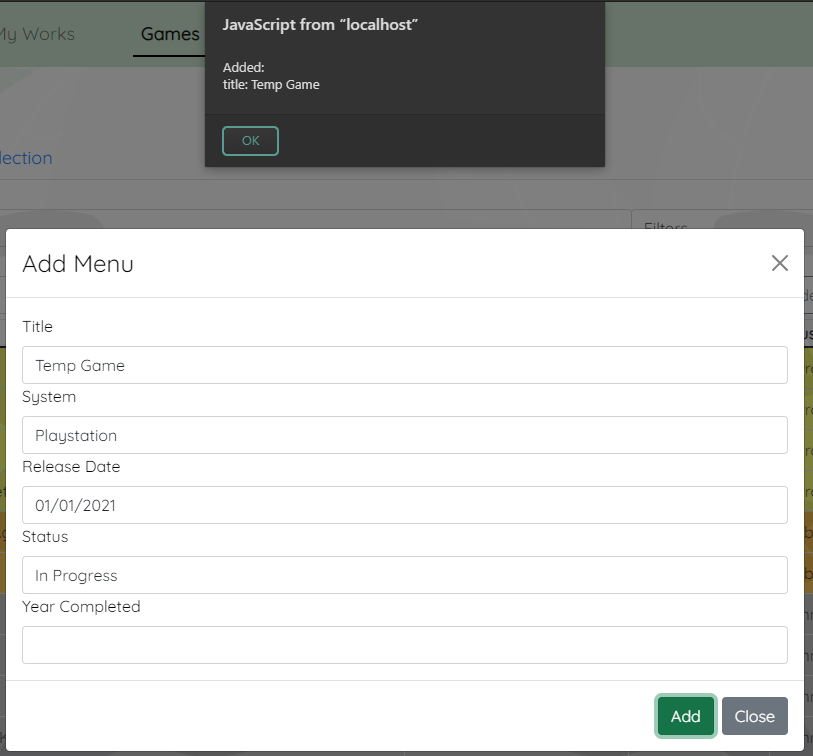 My Works
Games
JavaScript from “localhost”
Added:
title: Temp Game
OK
Filters
Add Menu
Title
Temp Game
System
Playstation
Release Date
01/01/2021
Status
In Progress
Year Completed
Add
Close